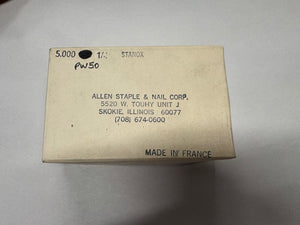 5.000 1/4 STANOX
PW50
ALLEN STAPLE & NAIL CORP.
5520 W. TOUHY UNIT J
SKOKIE, ILLINOIS 60077
(708) 674-0600
MADE IN FRANCE